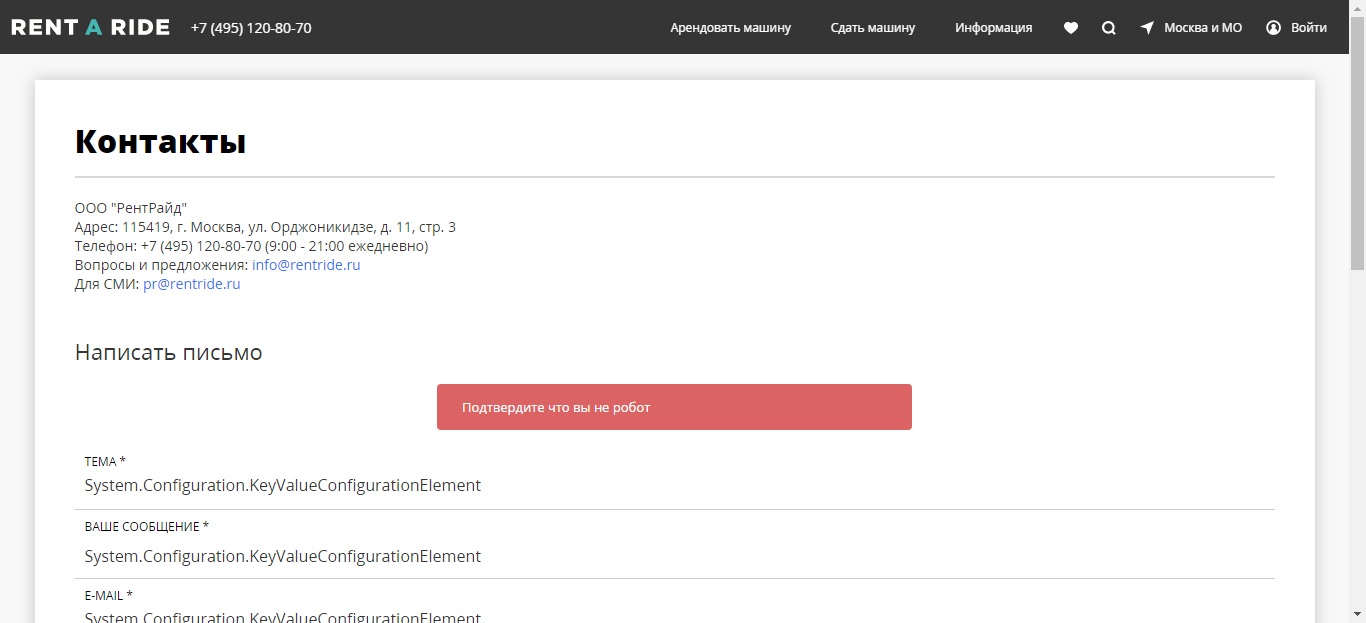 RENT A RIDE +7 (495) 120-80-70 Арендовать машину Сдать машину Информация Москва и МО Войти
Контакты
ООО "РентРайд"
Адрес: 115419, г. Москва, ул. Орджоникидзе, д. 11, стр. 3
Телефон: +7 (495) 120-80-70 (9:00 - 21:00 ежедневно)
Вопросы и предложения: info@rentride.ru
Для СМИ: pr@rentride.ru
Написать письмо
Подтвердите что вы не робот
ТЕМА *
System.Configuration.KeyValueConfigurationElement
ВАШЕ СООБЩЕНИЕ *
System.Configuration.KeyValueConfigurationElement
E-MAIL *
System.Configuration.KeyValueConfigurationElement